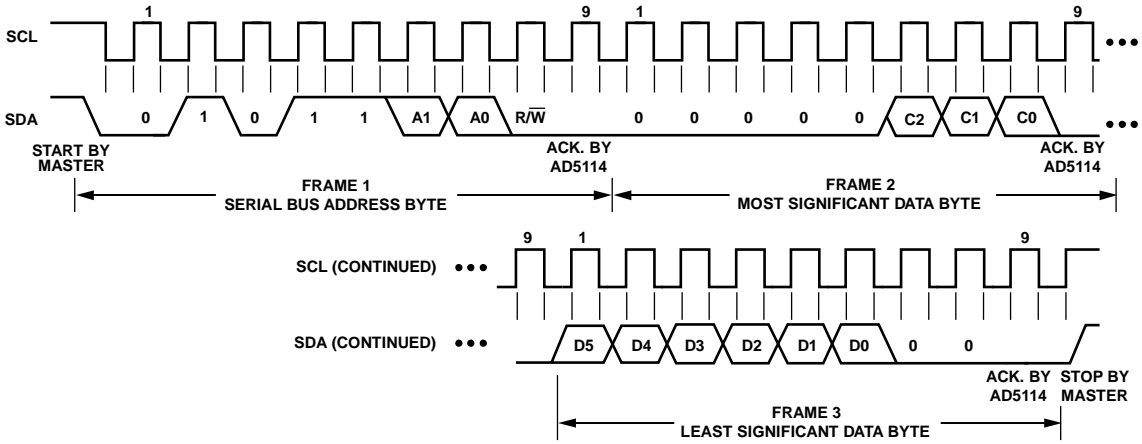 1 9 1 9
SCL •••
SDA 0 1 0 1 1 A1 A0 R/W̅ 0 0 0 0 0 C2 C1 C0 •••
START BY
MASTER
ACK. BY
AD5114
ACK. BY
AD5114
FRAME 1
SERIAL BUS ADDRESS BYTE
FRAME 2
MOST SIGNIFICANT DATA BYTE
9 1 9
SCL (CONTINUED) •••
SDA (CONTINUED) ••• D5 D4 D3 D2 D1 D0 0 0
ACK. BY
AD5114
STOP BY
MASTER
FRAME 3
LEAST SIGNIFICANT DATA BYTE